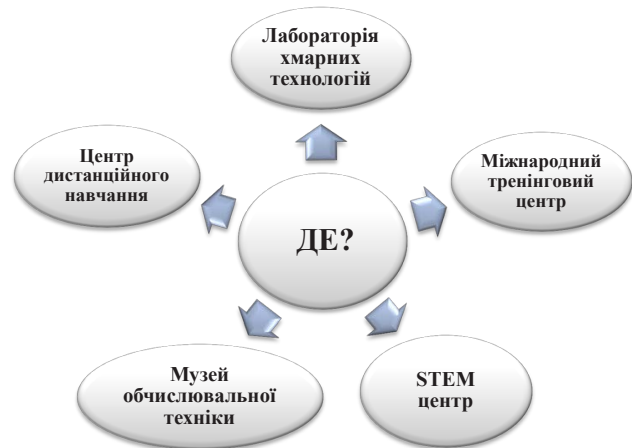 Лабораторія
хмарних
технологій
Центр
дистанційного
навчання
Міжнародний
тренінговий
центр
ДЕ?
Музей
обчислювальної
техніки
STEM
центр